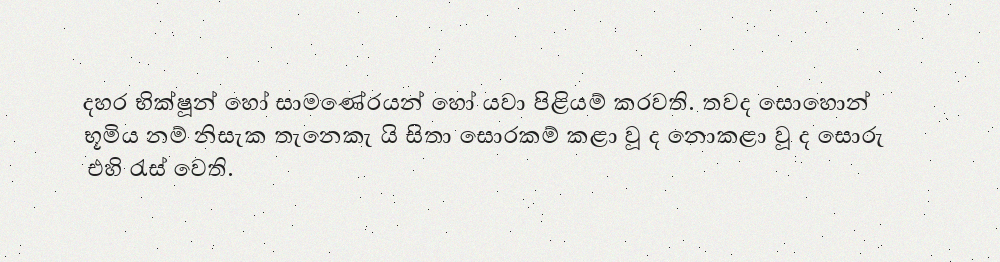 දහර භික්ෂූන් හෝ සාමණේරයන් හෝ යවා පිළියම් කරවති. තවද සොහොන්
භූමිය නම් නිසැක තැනෙකැ යි සිතා සොරකම් කළා වූ ද නොකළා වූ ද සොරු
එහි රැස් වෙති.